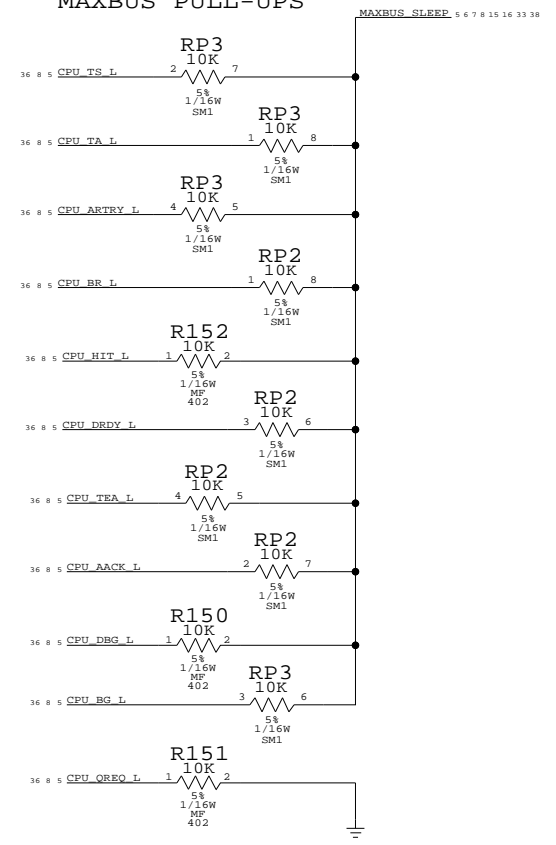 MAXBUS PULL-UPS
MAXBUS_SLEEP 5 6 7 8 15 16 33 38
RP3
10K
36 8 5 CPU_TS_L 2 7
5%
1/16W
SM1
RP3
10K
36 8 5 CPU_TA_L 1 8
5%
1/16W
SM1
RP3
10K
36 8 5 CPU_ARTRY_L 4 5
5%
1/16W
SM1
RP2
10K
36 8 5 CPU_BR_L 1 8
5%
1/16W
SM1
R152
10K
36 8 5 CPU_HIT_L 1 2
5%
1/16W
MF
402
RP2
10K
36 8 5 CPU_DRDY_L 3 6
5%
1/16W
SM1
RP2
10K
36 8 5 CPU_TEA_L 4 5
5%
1/16W
SM1
RP2
10K
36 8 5 CPU_AACK_L 2 7
5%
1/16W
SM1
R150
10K
36 8 5 CPU_DBG_L 1 2
5%
1/16W
MF
402
RP3
10K
36 8 5 CPU_BG_L 3 6
5%
1/16W
SM1
R151
10K
36 8 5 CPU_QREQ_L 1 2
5%
1/16W
MF
402